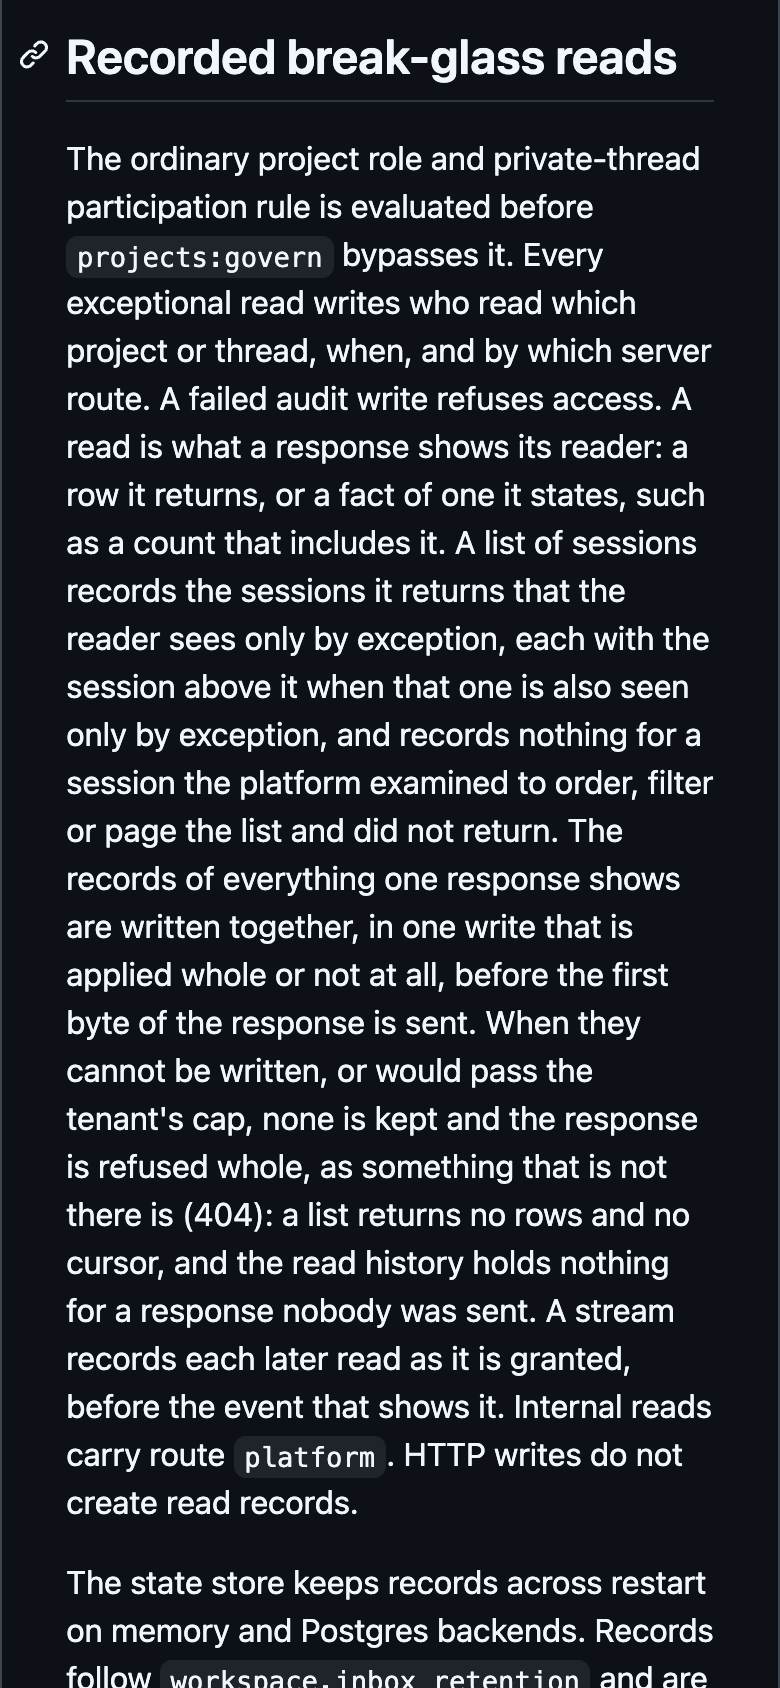 Recorded break-glass reads
The ordinary project role and private-thread
participation rule is evaluated before
projects:govern bypasses it. Every
exceptional read writes who read which
project or thread, when, and by which server
route. A failed audit write refuses access. A
read is what a response shows its reader: a
row it returns, or a fact of one it states, such
as a count that includes it. A list of sessions
records the sessions it returns that the
reader sees only by exception, each with the
session above it when that one is also seen
only by exception, and records nothing for a
session the platform examined to order, filter
or page the list and did not return. The
records of everything one response shows
are written together, in one write that is
applied whole or not at all, before the first
byte of the response is sent. When they
cannot be written, or would pass the
tenant's cap, none is kept and the response
is refused whole, as something that is not
there is (404): a list returns no rows and no
cursor, and the read history holds nothing
for a response nobody was sent. A stream
records each later read as it is granted,
before the event that shows it. Internal reads
carry route platform. HTTP writes do not
create read records.
The state store keeps records across restart
on memory and Postgres backends. Records
follow workspace.inbox_retention and are